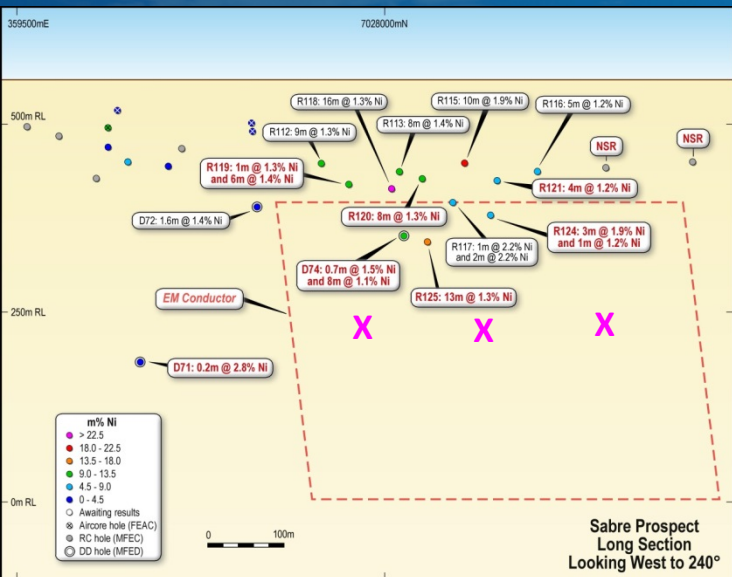 359500mE
7028000mN
500m RL
R118: 16m @ 1.3% Ni
R115: 10m @ 1.9% Ni
R116: 5m @ 1.2% Ni
R113: 8m @ 1.4% Ni
R112: 9m @ 1.3% Ni
NSR
NSR
R119: 1m @ 1.3% Ni
and 6m @ 1.4% Ni
R121: 4m @ 1.2% Ni
D72: 1.6m @ 1.4% Ni
R120: 8m @ 1.3% Ni
R117: 1m @ 2.2% Ni
and 2m @ 2.2% Ni
R124: 3m @ 1.9% Ni
and 1m @ 1.2% Ni
D74: 0.7m @ 1.5% Ni
and 8m @ 1.1% Ni
R125: 13m @ 1.3% Ni
EM Conductor
250m RL
X
X
X
D71: 0.2m @ 2.8% Ni
m% Ni
> 22.5
18.0 - 22.5
13.5 - 18.0
9.0 - 13.5
4.5 - 9.0
0 - 4.5
Awaiting results
Aircore hole (FEAC)
RC hole (MFEC)
DD hole (MFED)
0m RL
0 100m
Sabre Prospect
Long Section
Looking West to 240°